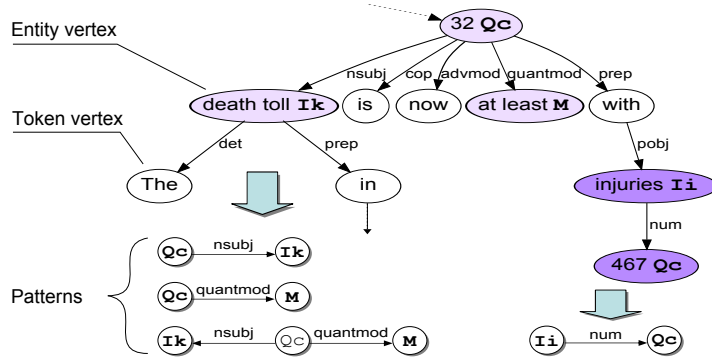 32 Qc
Entity vertex
nsubj cop advmod quantmod prep
death toll Ik is now at least M with
Token vertex
det prep pobj
The in injuries Ii
num
467 Qc
Patterns
Qc nsubj Ik
Qc quantmod M
Ik nsubj Qc quantmod M
Ii num Qc